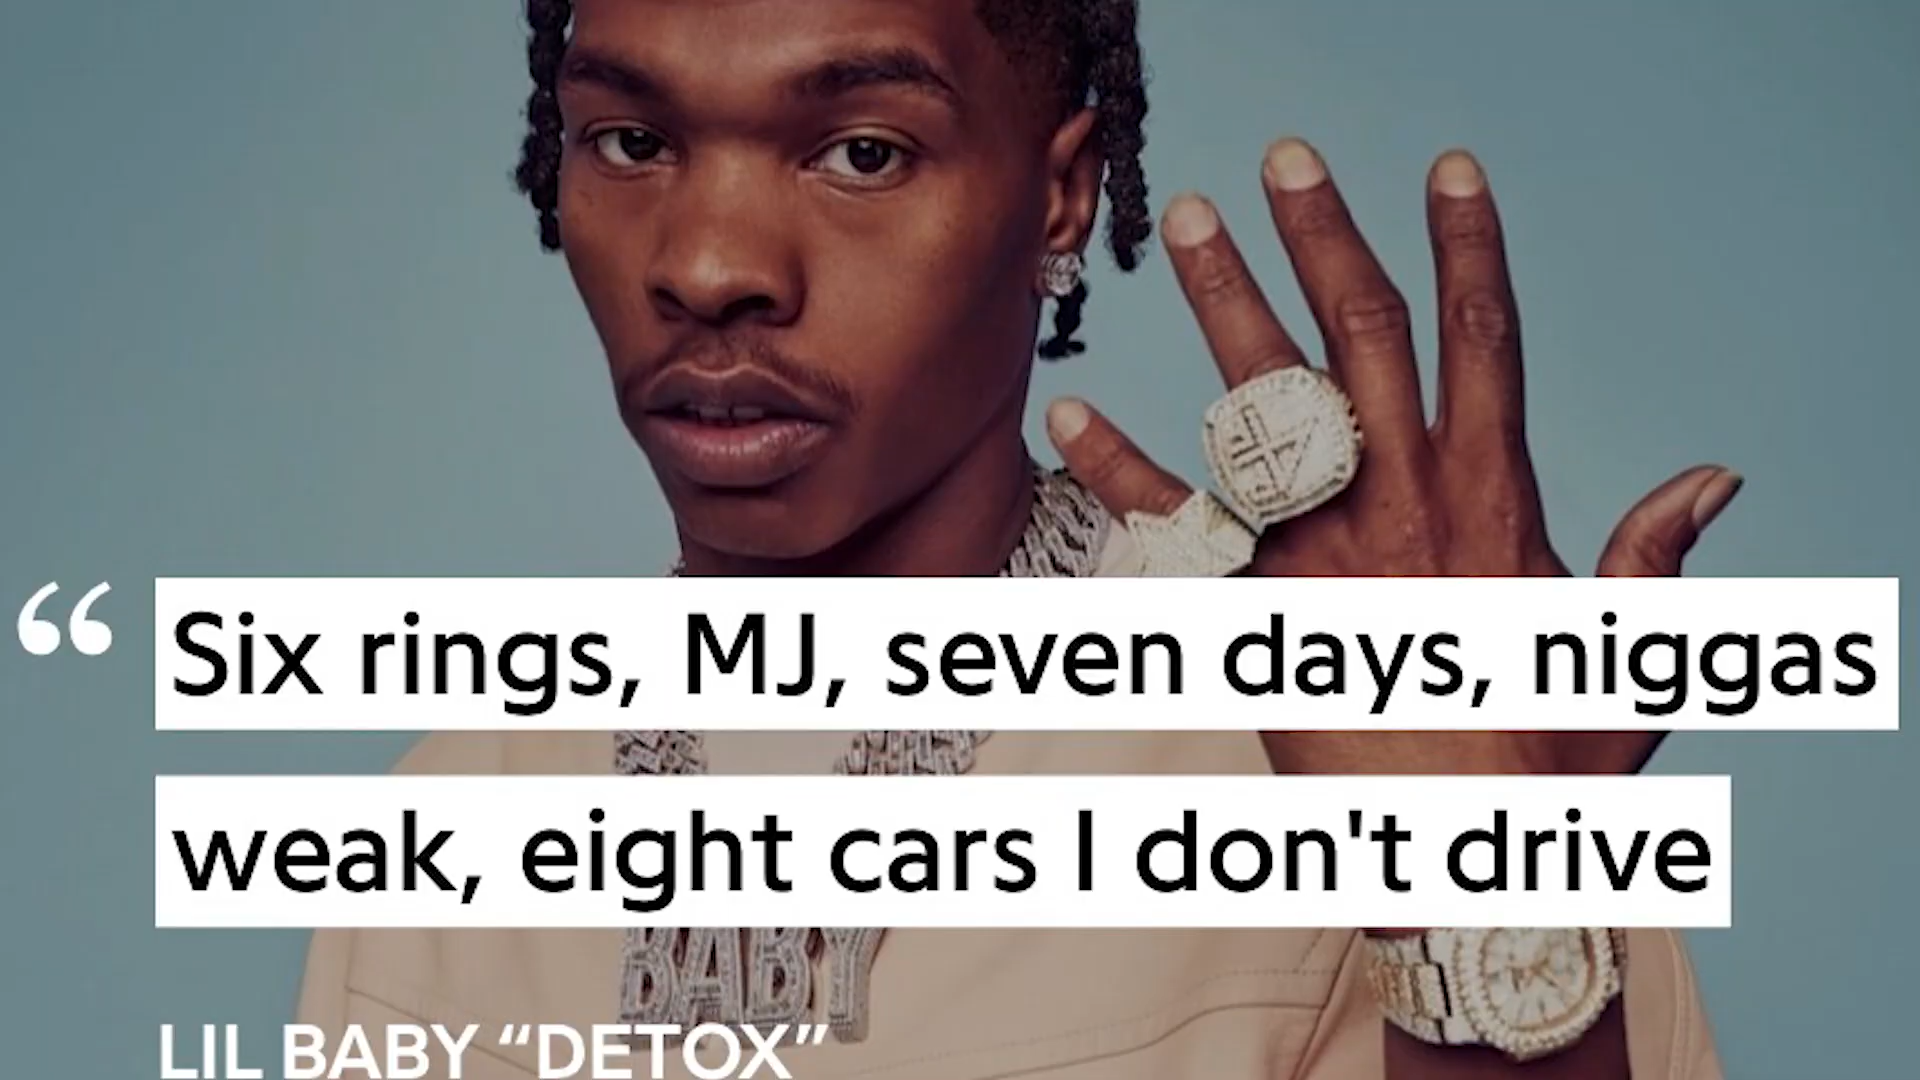 “ Six rings, MJ, seven days, niggas
weak, eight cars I don't drive
BABY
LIL BABY “DETOX”